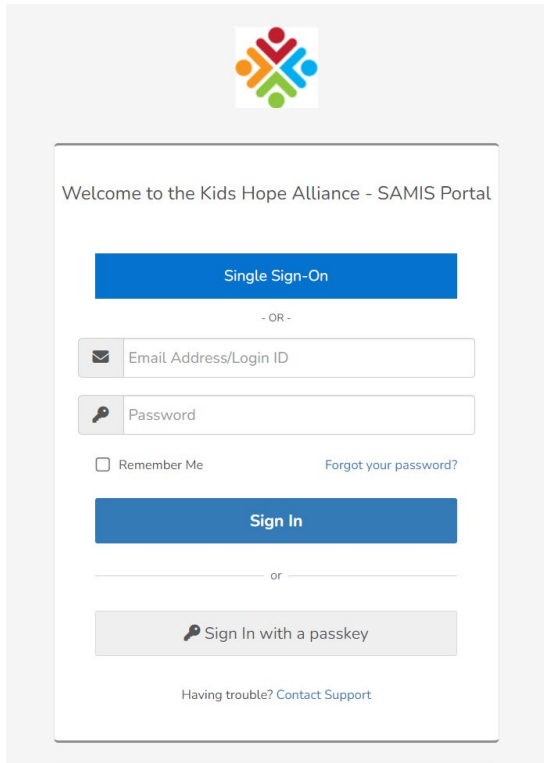 Welcome to the Kids Hope Alliance - SAMIS Portal
Single Sign-On
- OR -
Email Address/Login ID
Password
Remember Me
Forgot your password?
Sign In
or
Sign In with a passkey
Having trouble? Contact Support